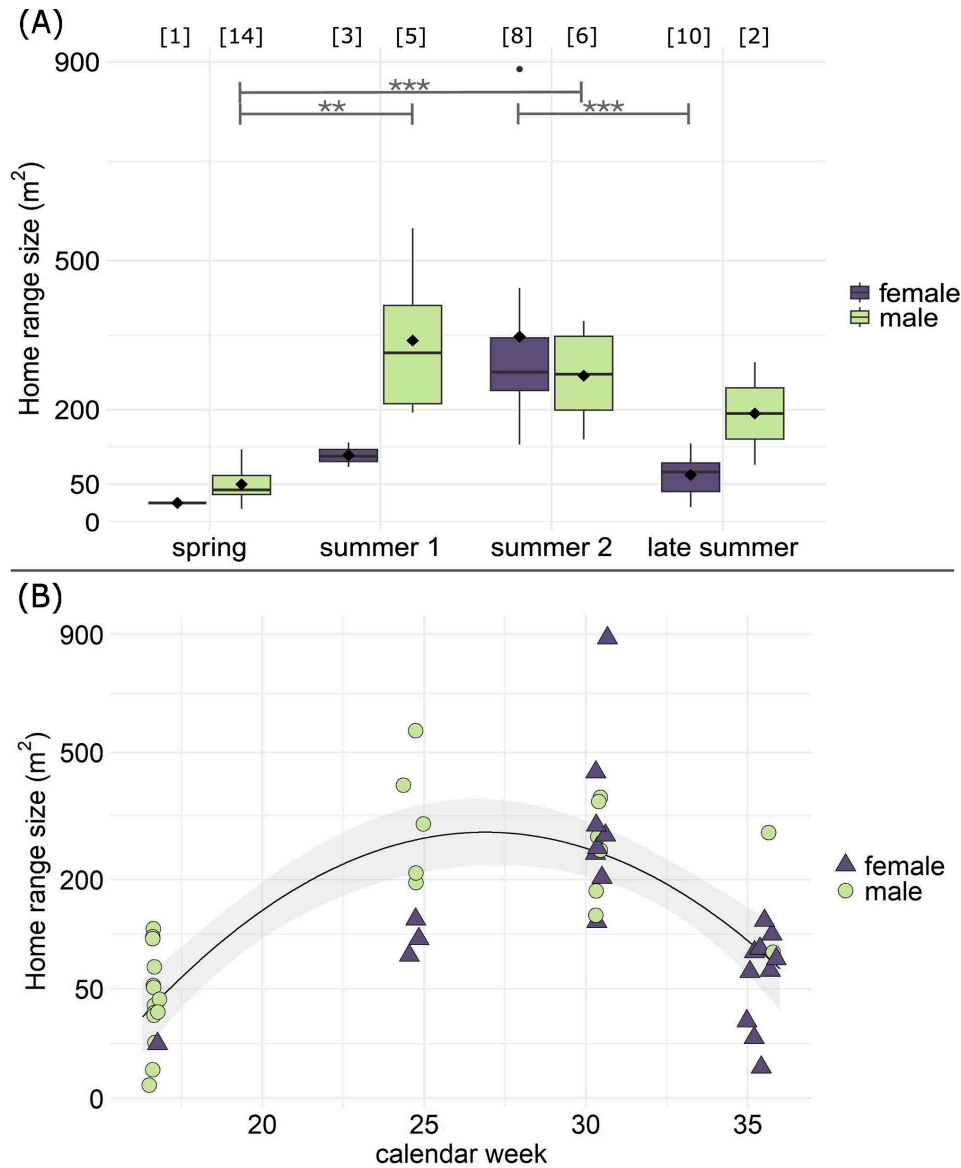 (A)
[1] [14] [3] [5] [8] [6] [10] [2]
900
***
** ***
500
200
50
0
Home range size (m²)
spring summer 1 summer 2 late summer
female
male
(B)
900
500
200
50
0
Home range size (m²)
20 25 30 35
calendar week
female
male